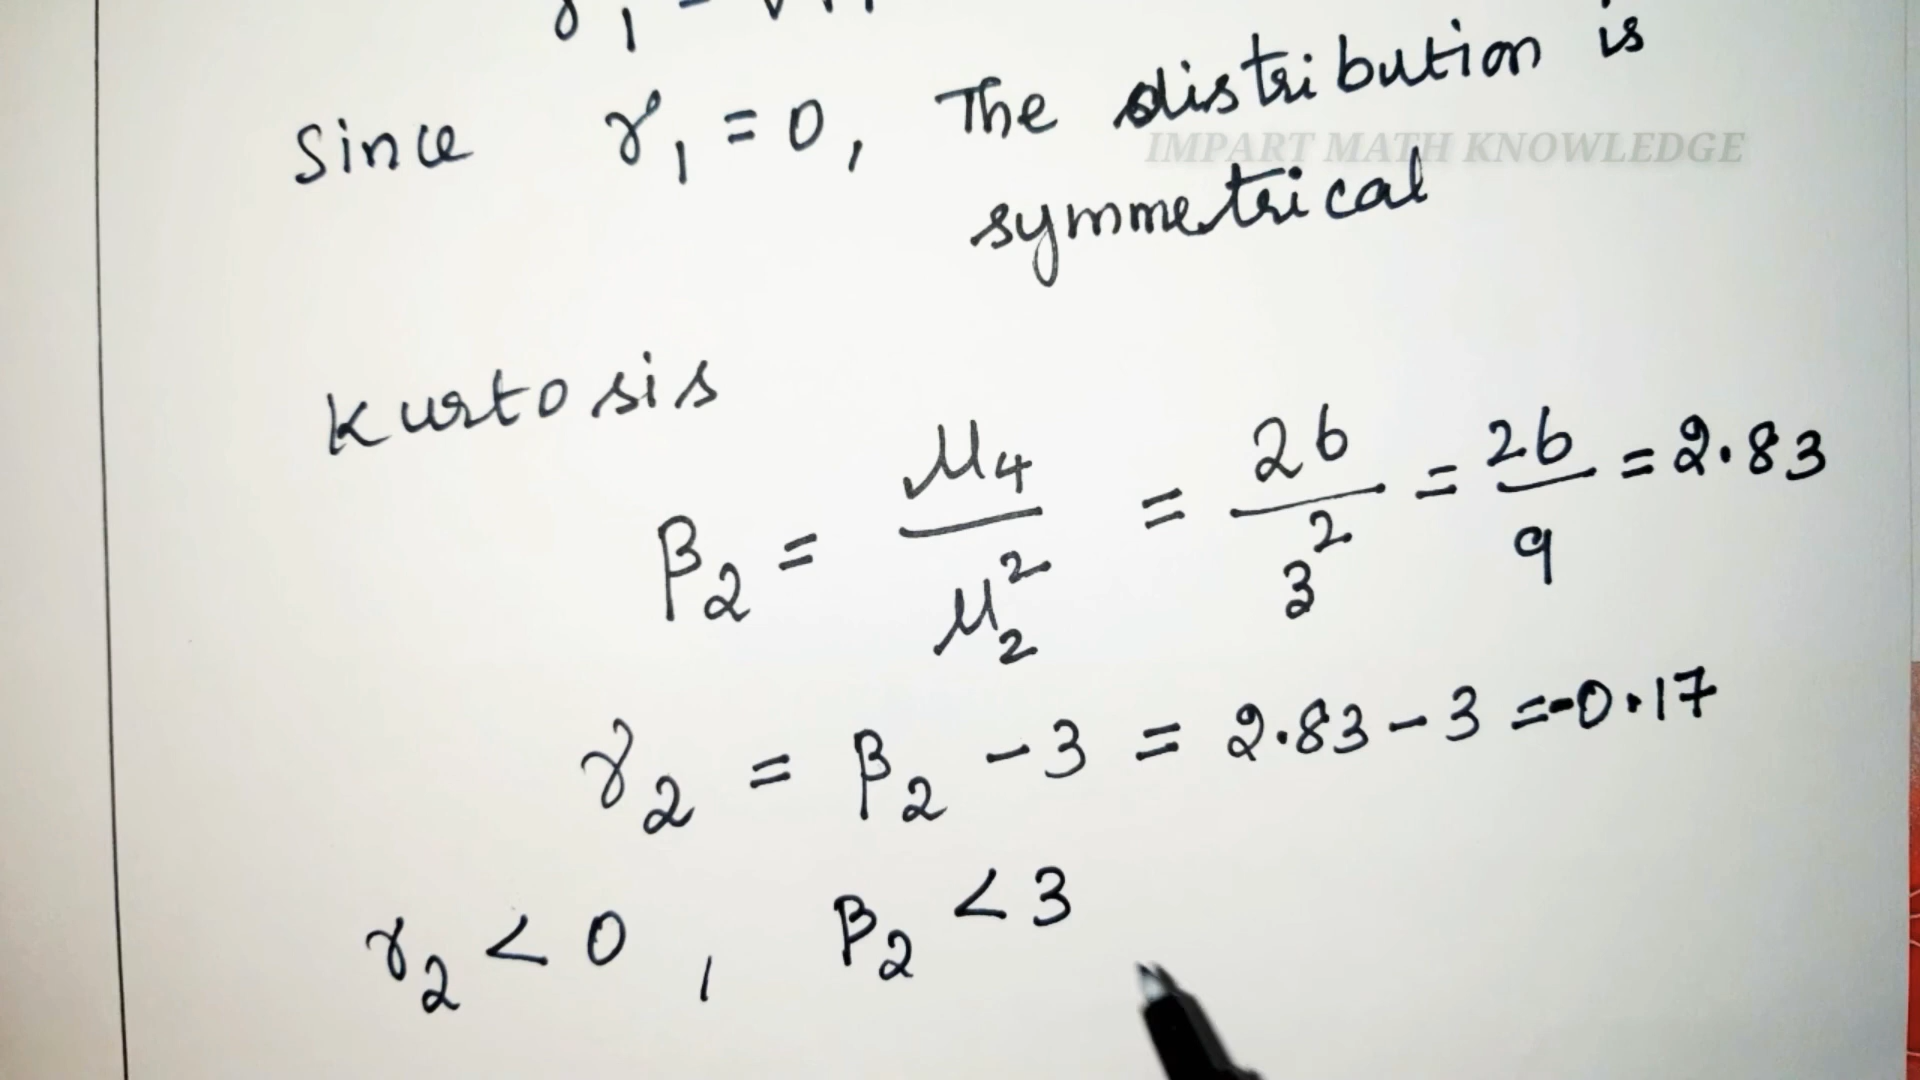 γ₁ =
Since γ₁ = 0, The distribution is
IMPART MATH KNOWLEDGE
symmetrical
Kurtosis
β₂ = μ₄/μ₂² = 26/3² = 26/9 = 2.83
γ₂ = β₂ - 3 = 2.83 - 3 = -0.17
γ₂ < 0 , β₂ < 3